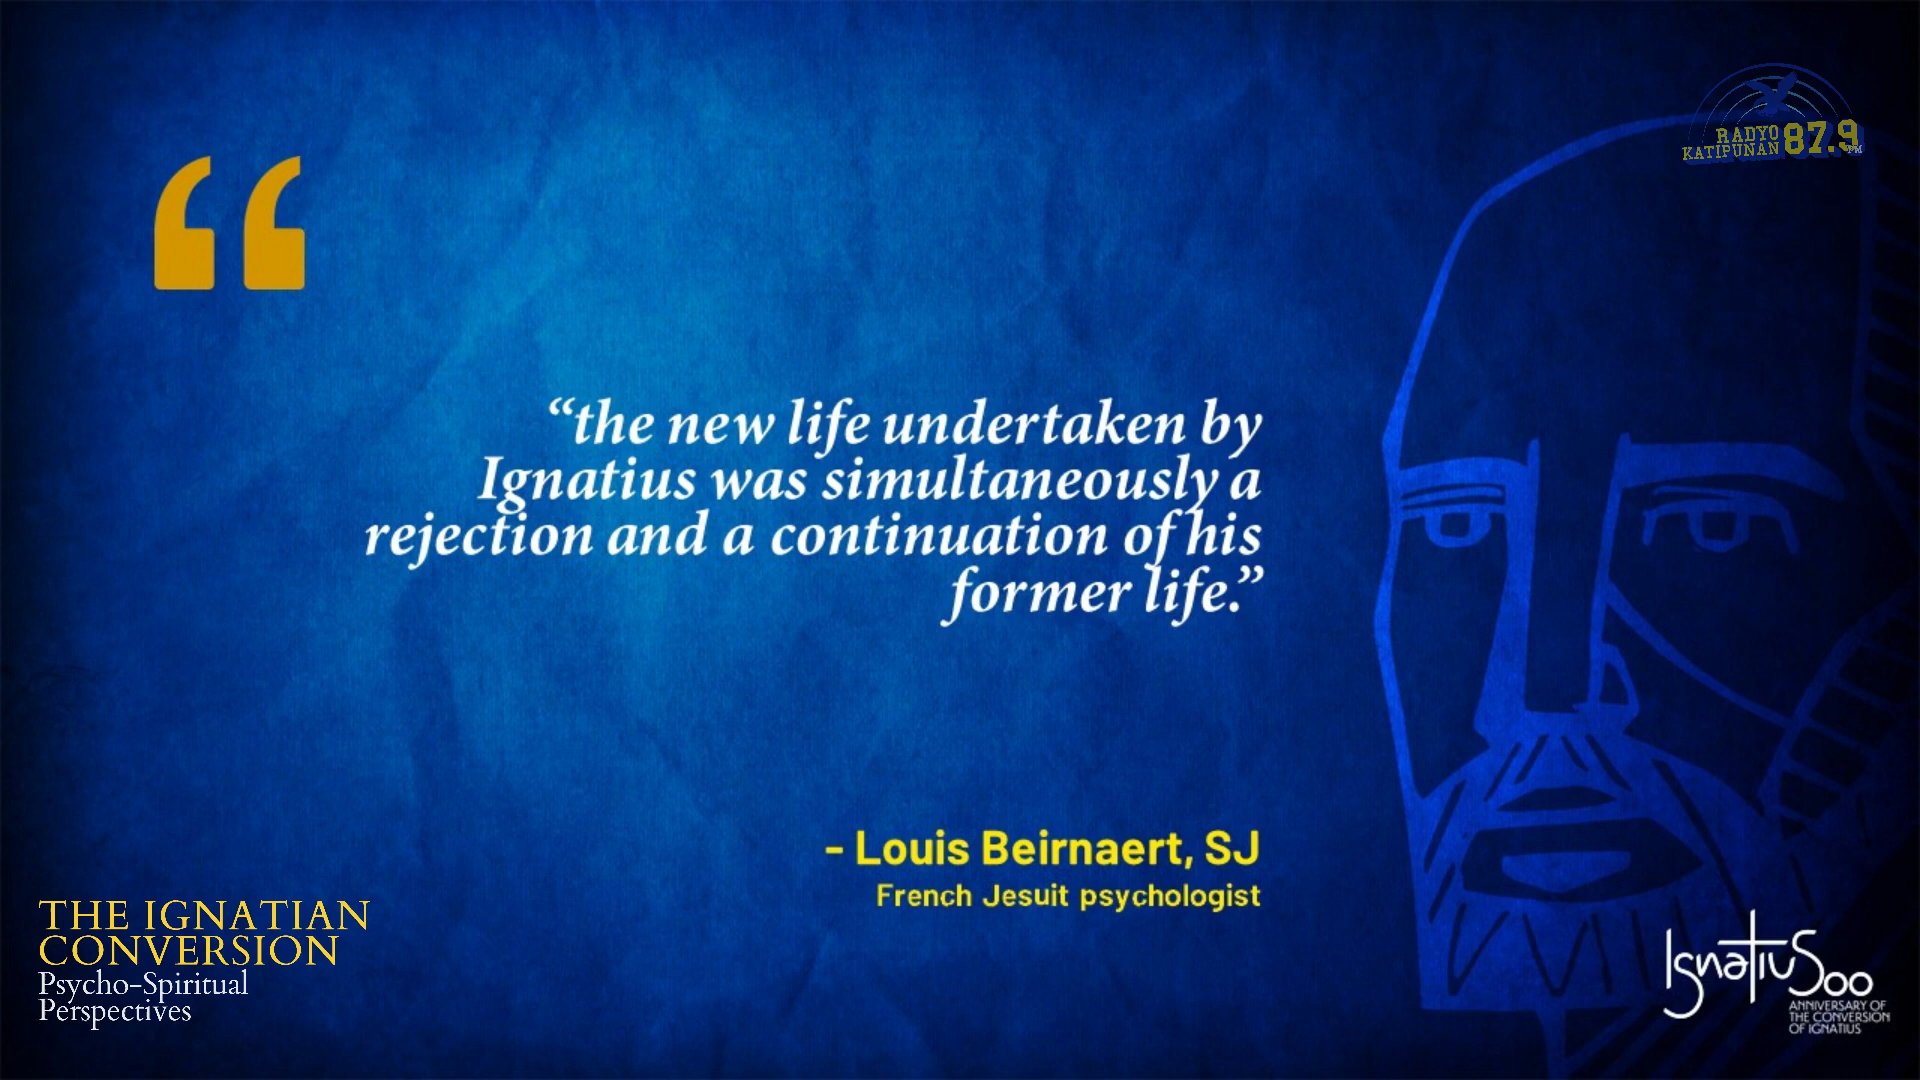 RADYO
KATIPUNAN 87.9 FM
“the new life undertaken by
Ignatius was simultaneously a
rejection and a continuation of his
former life.”
- Louis Beirnaert, SJ
French Jesuit psychologist
THE IGNATIAN
CONVERSION
Psycho-Spiritual
Perspectives
Ignatius500
ANNIVERSARY OF
THE CONVERSION
OF IGNATIUS